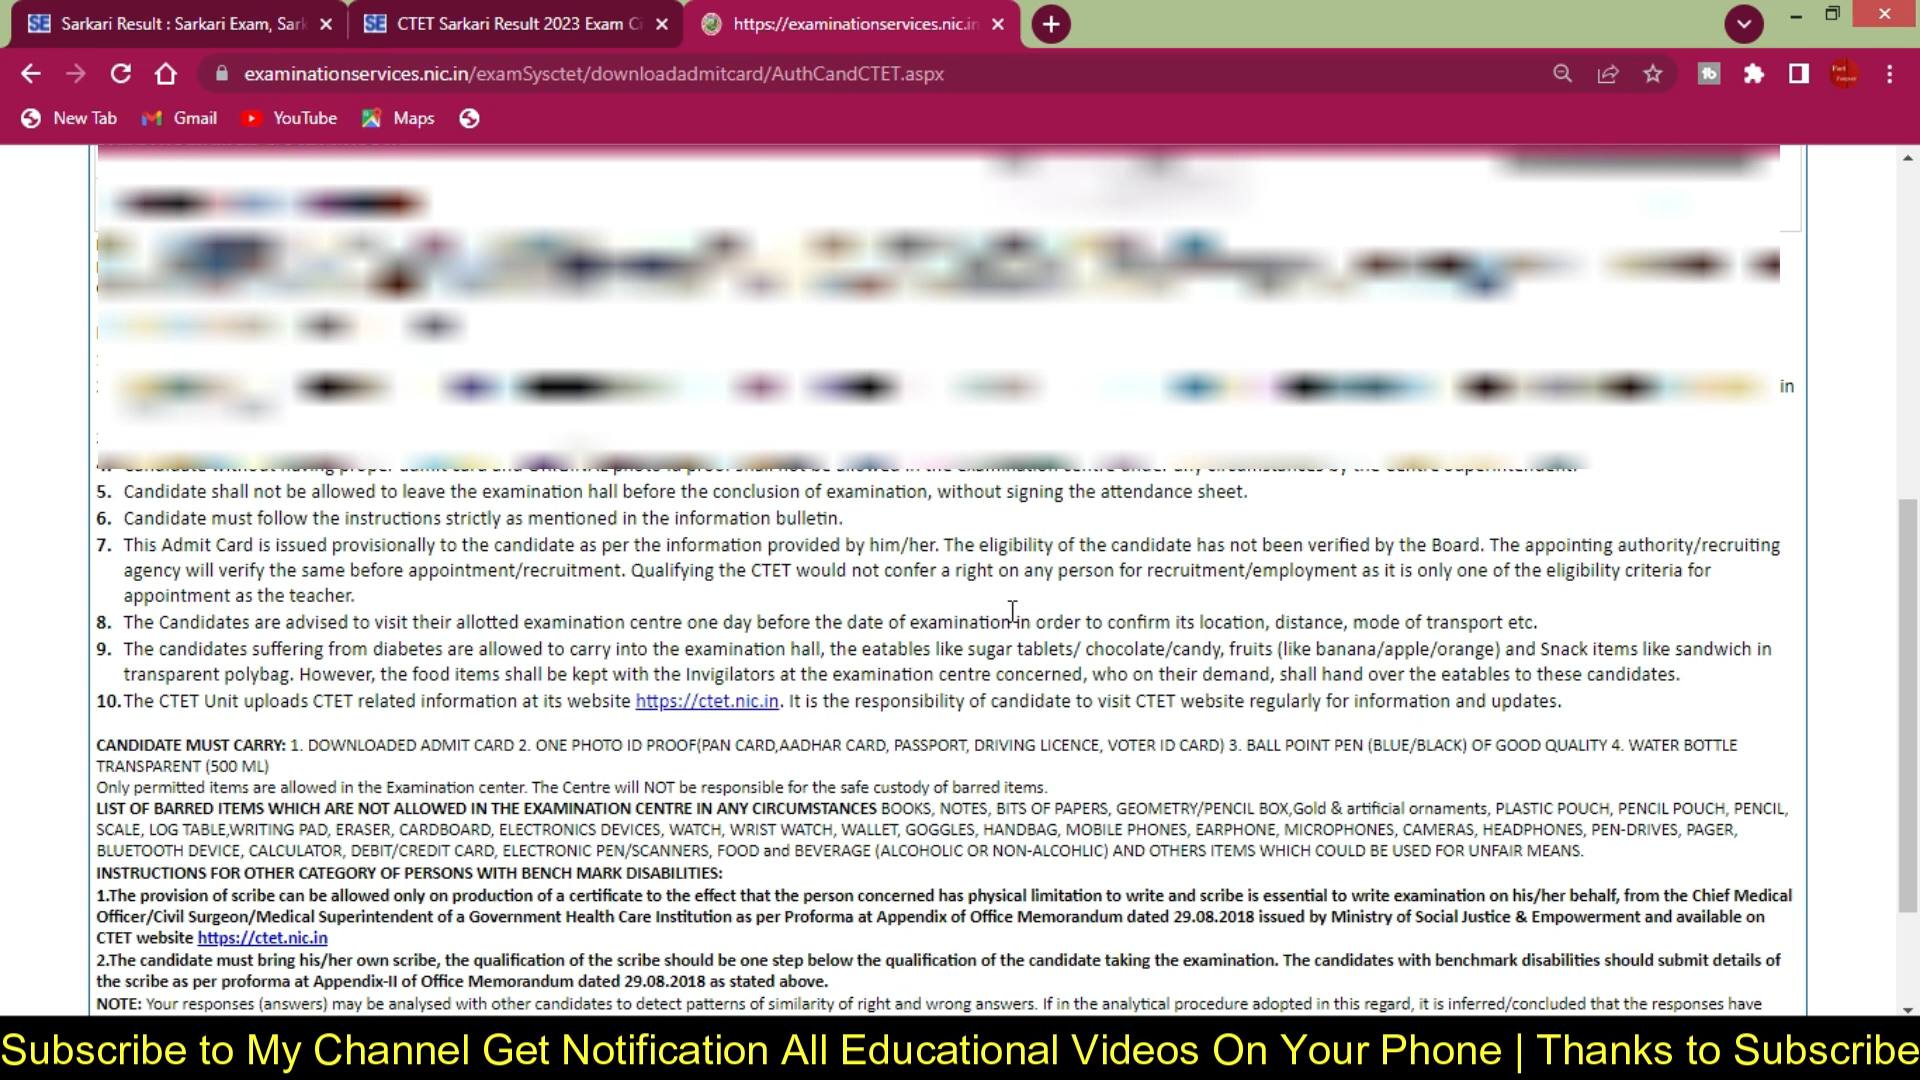 Sarkari Result : Sarkari Exam, Sark
CTET Sarkari Result 2023 Exam Ci
https://examinationservices.nic.in
examinationservices.nic.in/examSysctet/downloadadmitcard/AuthCandCTET.aspx
New Tab
Gmail
YouTube
Maps
in
5. Candidate shall not be allowed to leave the examination hall before the conclusion of examination, without signing the attendance sheet.
6. Candidate must follow the instructions strictly as mentioned in the information bulletin.
7. This Admit Card is issued provisionally to the candidate as per the information provided by him/her. The eligibility of the candidate has not been verified by the Board. The appointing authority/recruiting
agency will verify the same before appointment/recruitment. Qualifying the CTET would not confer a right on any person for recruitment/employment as it is only one of the eligibility criteria for
appointment as the teacher.
8. The Candidates are advised to visit their allotted examination centre one day before the date of examination in order to confirm its location, distance, mode of transport etc.
9. The candidates suffering from diabetes are allowed to carry into the examination hall, the eatables like sugar tablets/ chocolate/candy, fruits (like banana/apple/orange) and Snack items like sandwich in
transparent polybag. However, the food items shall be kept with the Invigilators at the examination centre concerned, who on their demand, shall hand over the eatables to these candidates.
10. The CTET Unit uploads CTET related information at its website https://ctet.nic.in. It is the responsibility of candidate to visit CTET website regularly for information and updates.
CANDIDATE MUST CARRY: 1. DOWNLOADED ADMIT CARD 2. ONE PHOTO ID PROOF(PAN CARD,AADHAR CARD, PASSPORT, DRIVING LICENCE, VOTER ID CARD) 3. BALL POINT PEN (BLUE/BLACK) OF GOOD QUALITY 4. WATER BOTTLE
TRANSPARENT (500 ML)
Only permitted items are allowed in the Examination center. The Centre will NOT be responsible for the safe custody of barred items.
LIST OF BARRED ITEMS WHICH ARE NOT ALLOWED IN THE EXAMINATION CENTRE IN ANY CIRCUMSTANCES BOOKS, NOTES, BITS OF PAPERS, GEOMETRY/PENCIL BOX,Gold & artificial ornaments, PLASTIC POUCH, PENCIL POUCH, PENCIL,
SCALE, LOG TABLE,WRITING PAD, ERASER, CARDBOARD, ELECTRONICS DEVICES, WATCH, WRIST WATCH, WALLET, GOGGLES, HANDBAG, MOBILE PHONES, EARPHONE, MICROPHONES, CAMERAS, HEADPHONES, PEN-DRIVES, PAGER,
BLUETOOTH DEVICE, CALCULATOR, DEBIT/CREDIT CARD, ELECTRONIC PEN/SCANNERS, FOOD and BEVERAGE (ALCOHOLIC OR NON-ALCOHLIC) AND OTHERS ITEMS WHICH COULD BE USED FOR UNFAIR MEANS.
INSTRUCTIONS FOR OTHER CATEGORY OF PERSONS WITH BENCH MARK DISABILITIES:
1.The provision of scribe can be allowed only on production of a certificate to the effect that the person concerned has physical limitation to write and scribe is essential to write examination on his/her behalf, from the Chief Medical
Officer/Civil Surgeon/Medical Superintendent of a Government Health Care Institution as per Proforma at Appendix of Office Memorandum dated 29.08.2018 issued by Ministry of Social Justice & Empowerment and available on
CTET website https://ctet.nic.in
2.The candidate must bring his/her own scribe, the qualification of the scribe should be one step below the qualification of the candidate taking the examination. The candidates with benchmark disabilities should submit details of
the scribe as per proforma at Appendix-II of Office Memorandum dated 29.08.2018 as stated above.
NOTE: Your responses (answers) may be analysed with other candidates to detect patterns of similarity of right and wrong answers. If in the analytical procedure adopted in this regard, it is inferred/concluded that the responses have
Subscribe to My Channel Get Notification All Educational Videos On Your Phone | Thanks to Subscribe